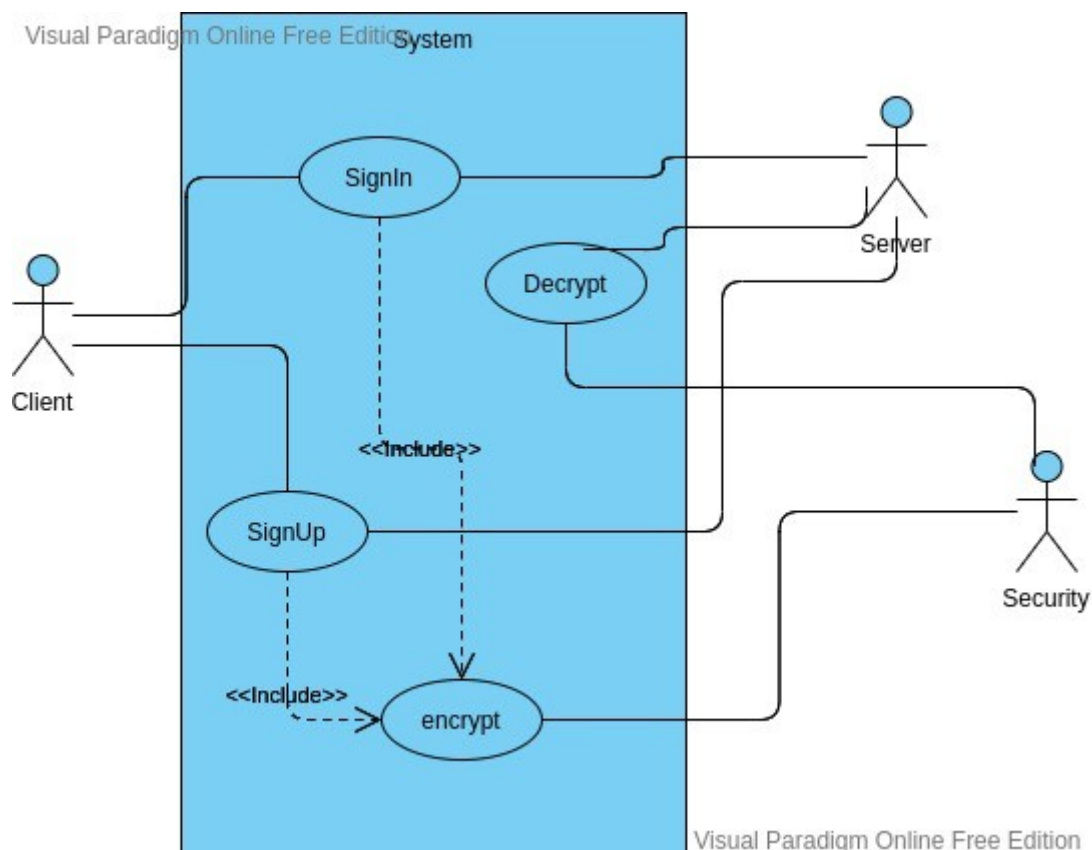 Visual Paradigm Online Free Edition
System
SignIn
Server
Decrypt
Client
<<Include>>
SignUp
Security
<<Include>>
encrypt
Visual Paradigm Online Free Edition